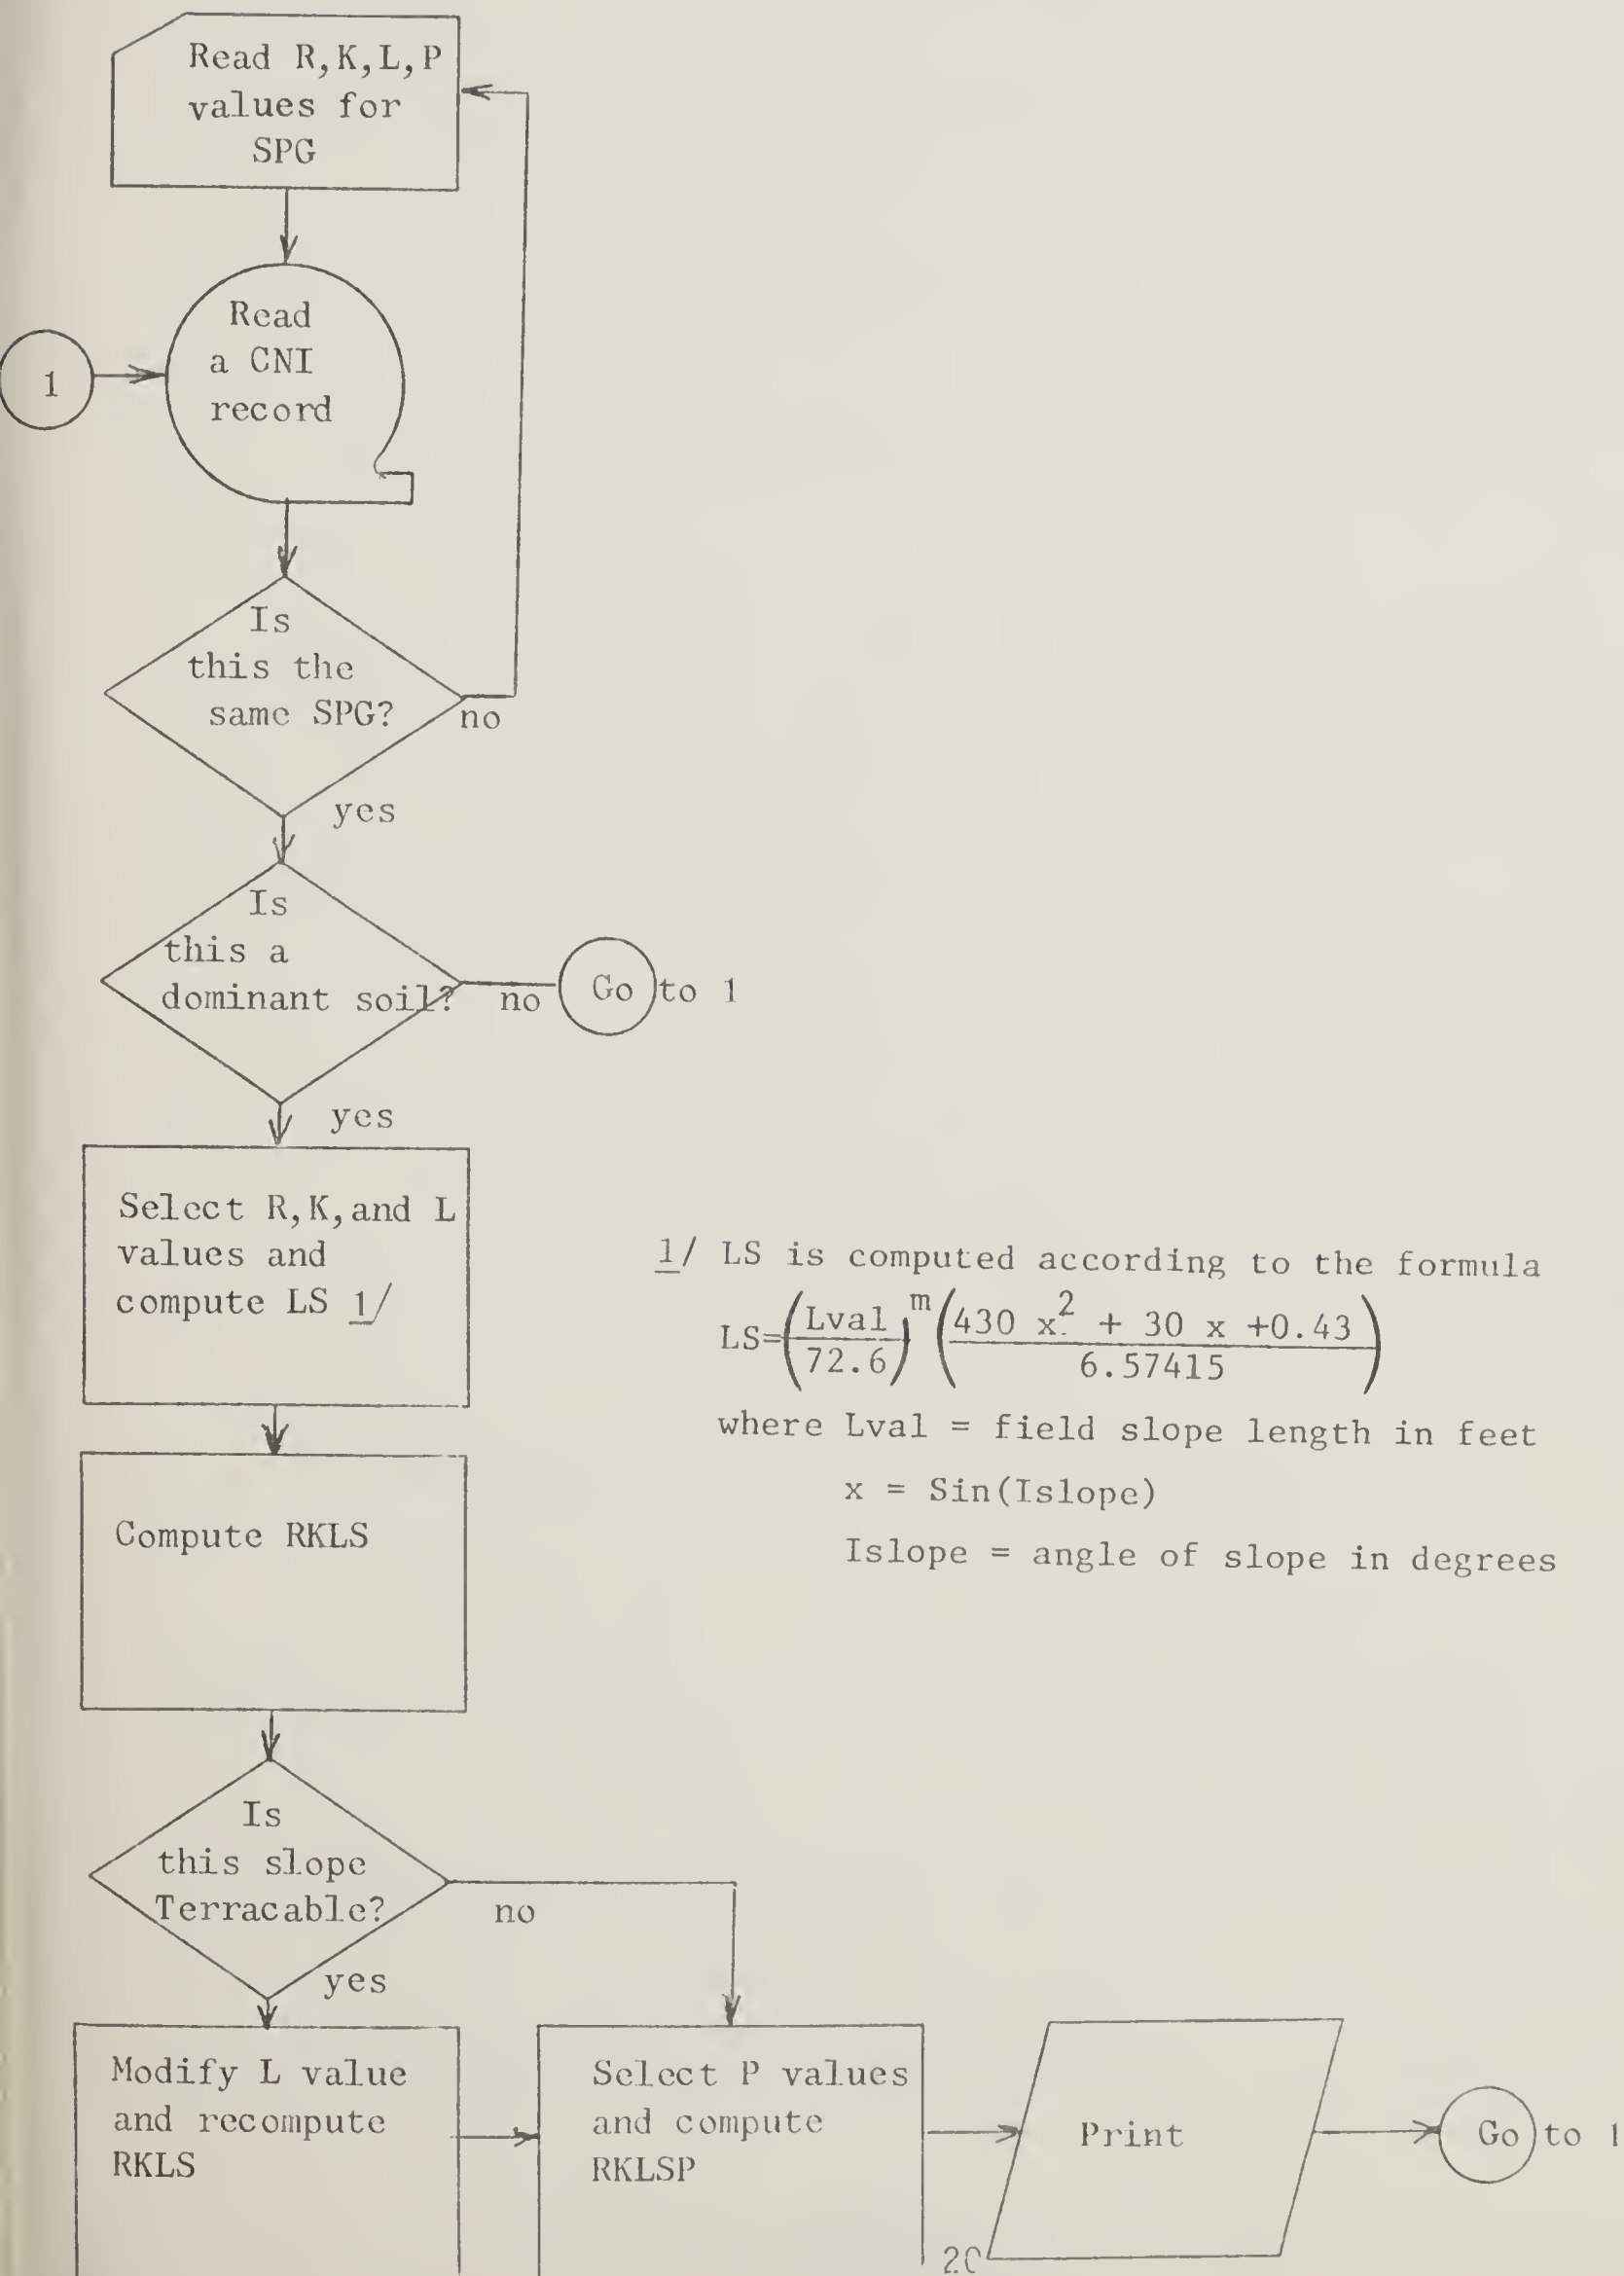 Read R,K,L,P
values for
SPG
1
Read
a CNI
record
Is
this the
same SPG?
no
yes
Is
this a
dominant soil?
no
Go to 1
yes
Select R,K,and L
values and
compute LS 1/
1/ LS is computed according to the formula
LS=(Lval/72.6)^m (430 x^2 + 30 x +0.43/6.57415)
where Lval = field slope length in feet
x = Sin(Islope)
Islope = angle of slope in degrees
Compute RKLS
Is
this slope
Terracable?
no
yes
Modify L value
and recompute
RKLS
Select P values
and compute
RKLSP
Print
Go to 1